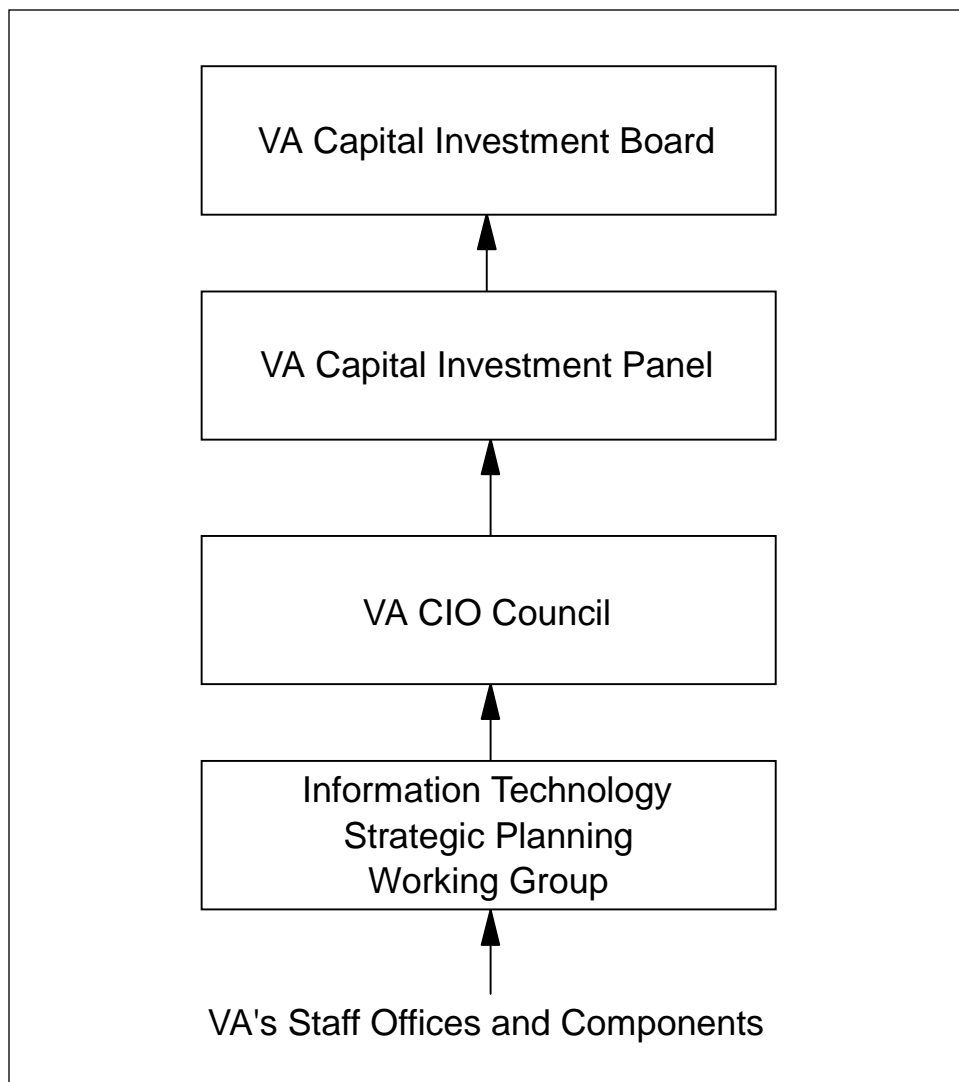 VA Capital Investment Board
VA Capital Investment Panel
VA CIO Council
Information Technology
Strategic Planning
Working Group
VA's Staff Offices and Components